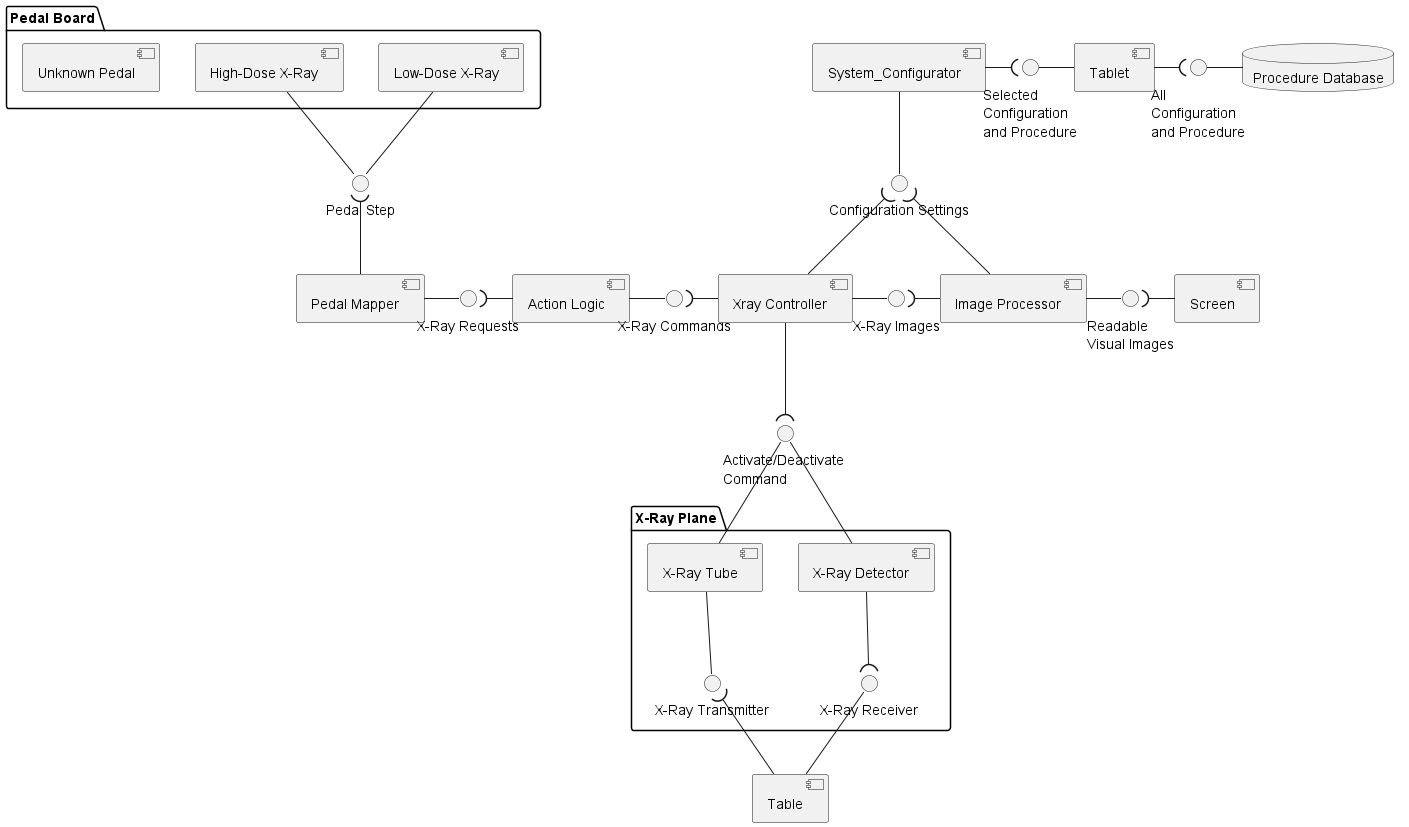 Pedal Board
Unknown Pedal
High-Dose X-Ray
Low-Dose X-Ray
System_Configurator
Tablet
Procedure Database
Selected
Configuration
and Procedure
All
Configuration
and Procedure
Pedal Step
Configuration Settings
Pedal Mapper
Action Logic
Xray Controller
Image Processor
Screen
X-Ray Requests
X-Ray Commands
X-Ray Images
Readable
Visual Images
Activate/Deactivate
Command
X-Ray Plane
X-Ray Tube
X-Ray Detector
X-Ray Transmitter
X-Ray Receiver
Table